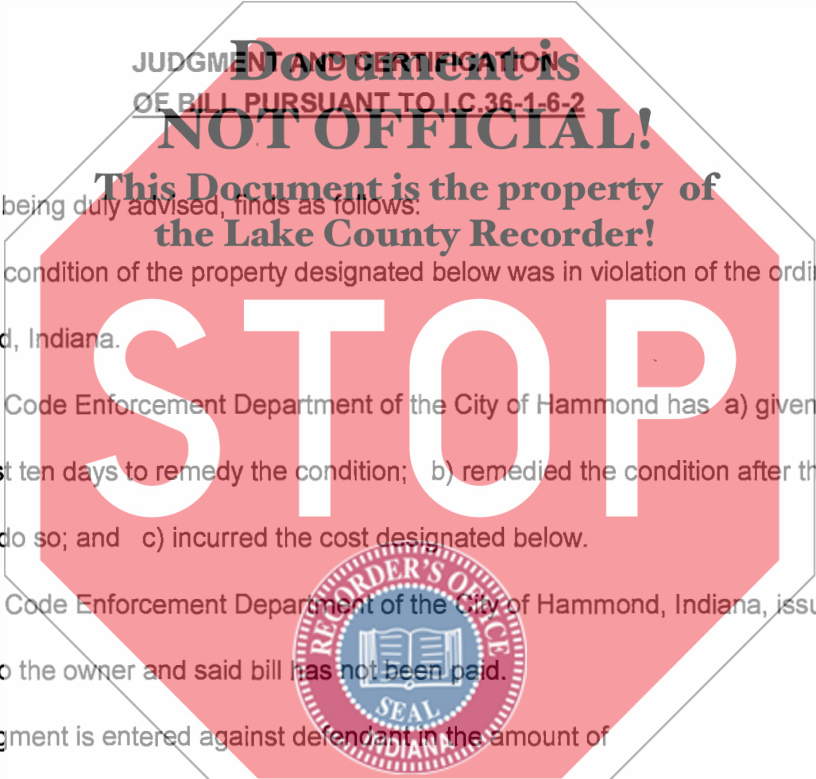 JUDGMENT AND CERTIFICATION
Document is
OF BILL PURSUANT TO I.C.36-1-6-2
NOT OFFICIAL!
This Document is the property of
being duly advised, finds as follows:
the Lake County Recorder!
condition of the property designated below was in violation of the ordi
d, Indiana.
STOP
Code Enforcement Department of the City of Hammond has a) given
t ten days to remedy the condition; b) remedied the condition after th
do so; and c) incurred the cost designated below.
RECORDER'S OFFICE
Code Enforcement Department of the City of Hammond, Indiana, issu
o the owner and said bill has not been paid.
SEAL
INDIANA
gment is entered against defendant in the amount of